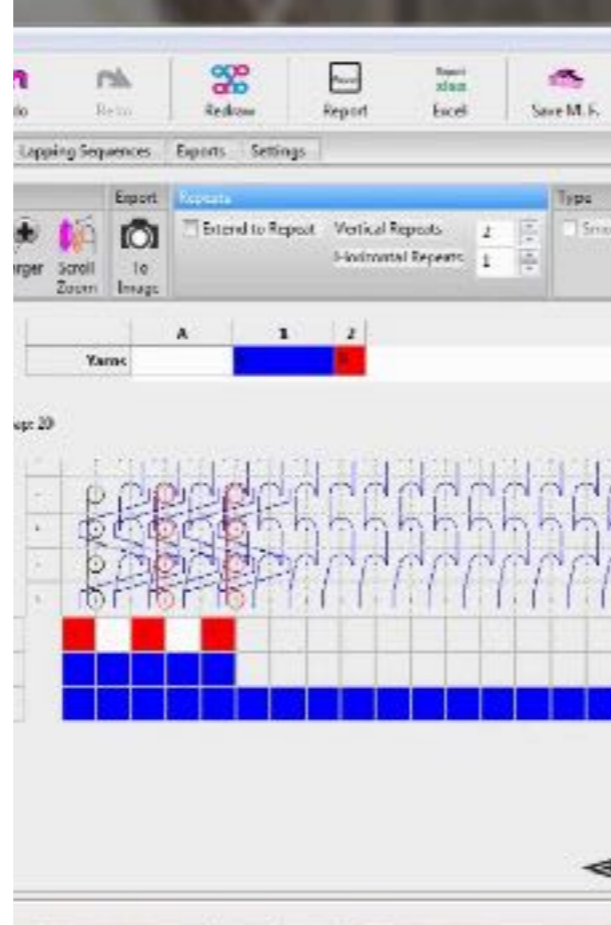 Redraw
Report
Excel
Save M. F.
Lapping Sequences Exports Settings
Export Repeats Type
Extend to Repeat Vertical Repeats 2
Horizontal Repeats 1
Scroll Zoom
To Image
A 1 2
Yarns